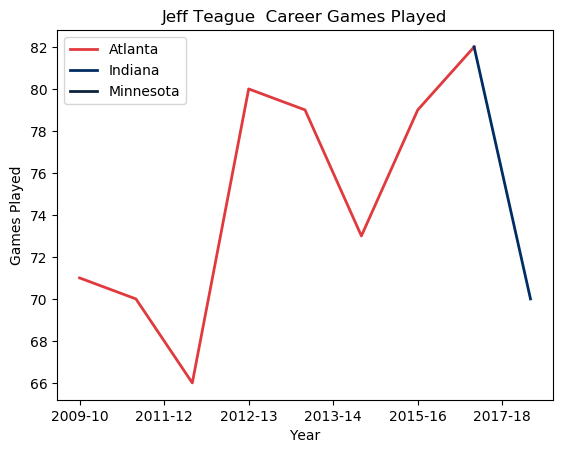 Jeff Teague  Career Games Played
Atlanta
Indiana
Minnesota
82
80
78
76
74
72
70
68
66
Games Played
2009-10 2011-12 2012-13 2013-14 2015-16 2017-18
Year